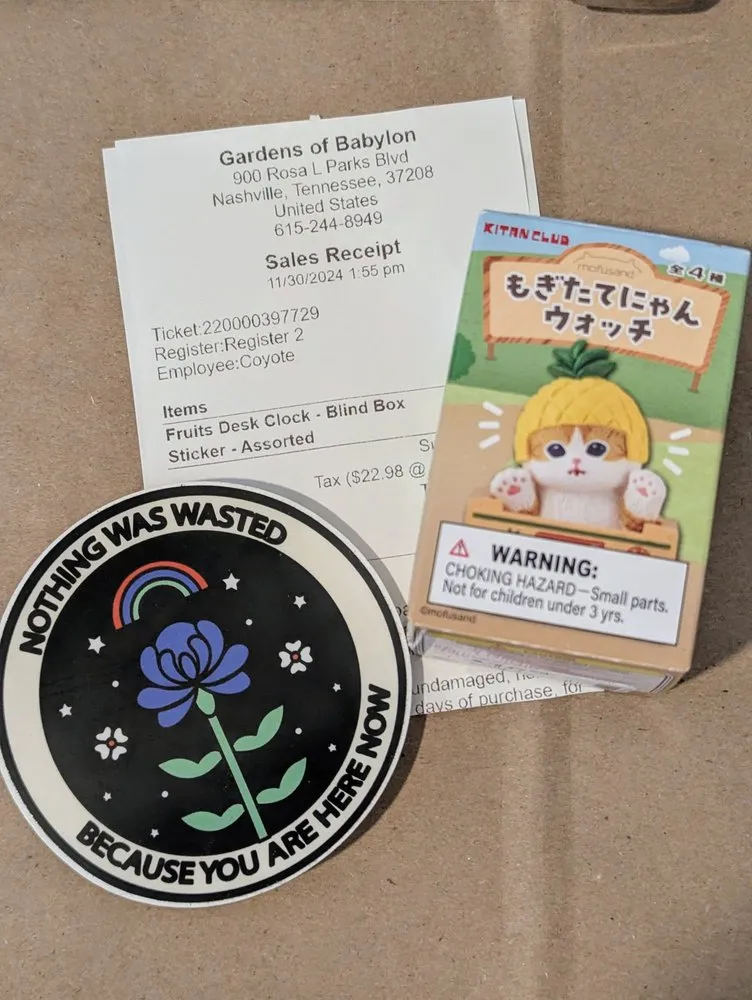 Gardens of Babylon
900 Rosa L Parks Blvd
Nashville, Tennessee, 37208
United States
615-244-8949
Sales Receipt
11/30/2024 1:55 pm
Ticket:220000397729
Register:Register 2
Employee:Coyote
Items
Fruits Desk Clock - Blind Box
Sticker - Assorted
Tax ($22.98 @
undamaged,
days of purchase, for
KITAN CLUB
mofusand
全4種
もぎたてにゃん
ウォッチ
WARNING:
CHOKING HAZARD—Small parts.
Not for children under 3 yrs.
©mofusand
NOTHING WAS WASTED
BECAUSE YOU ARE HERE NOW